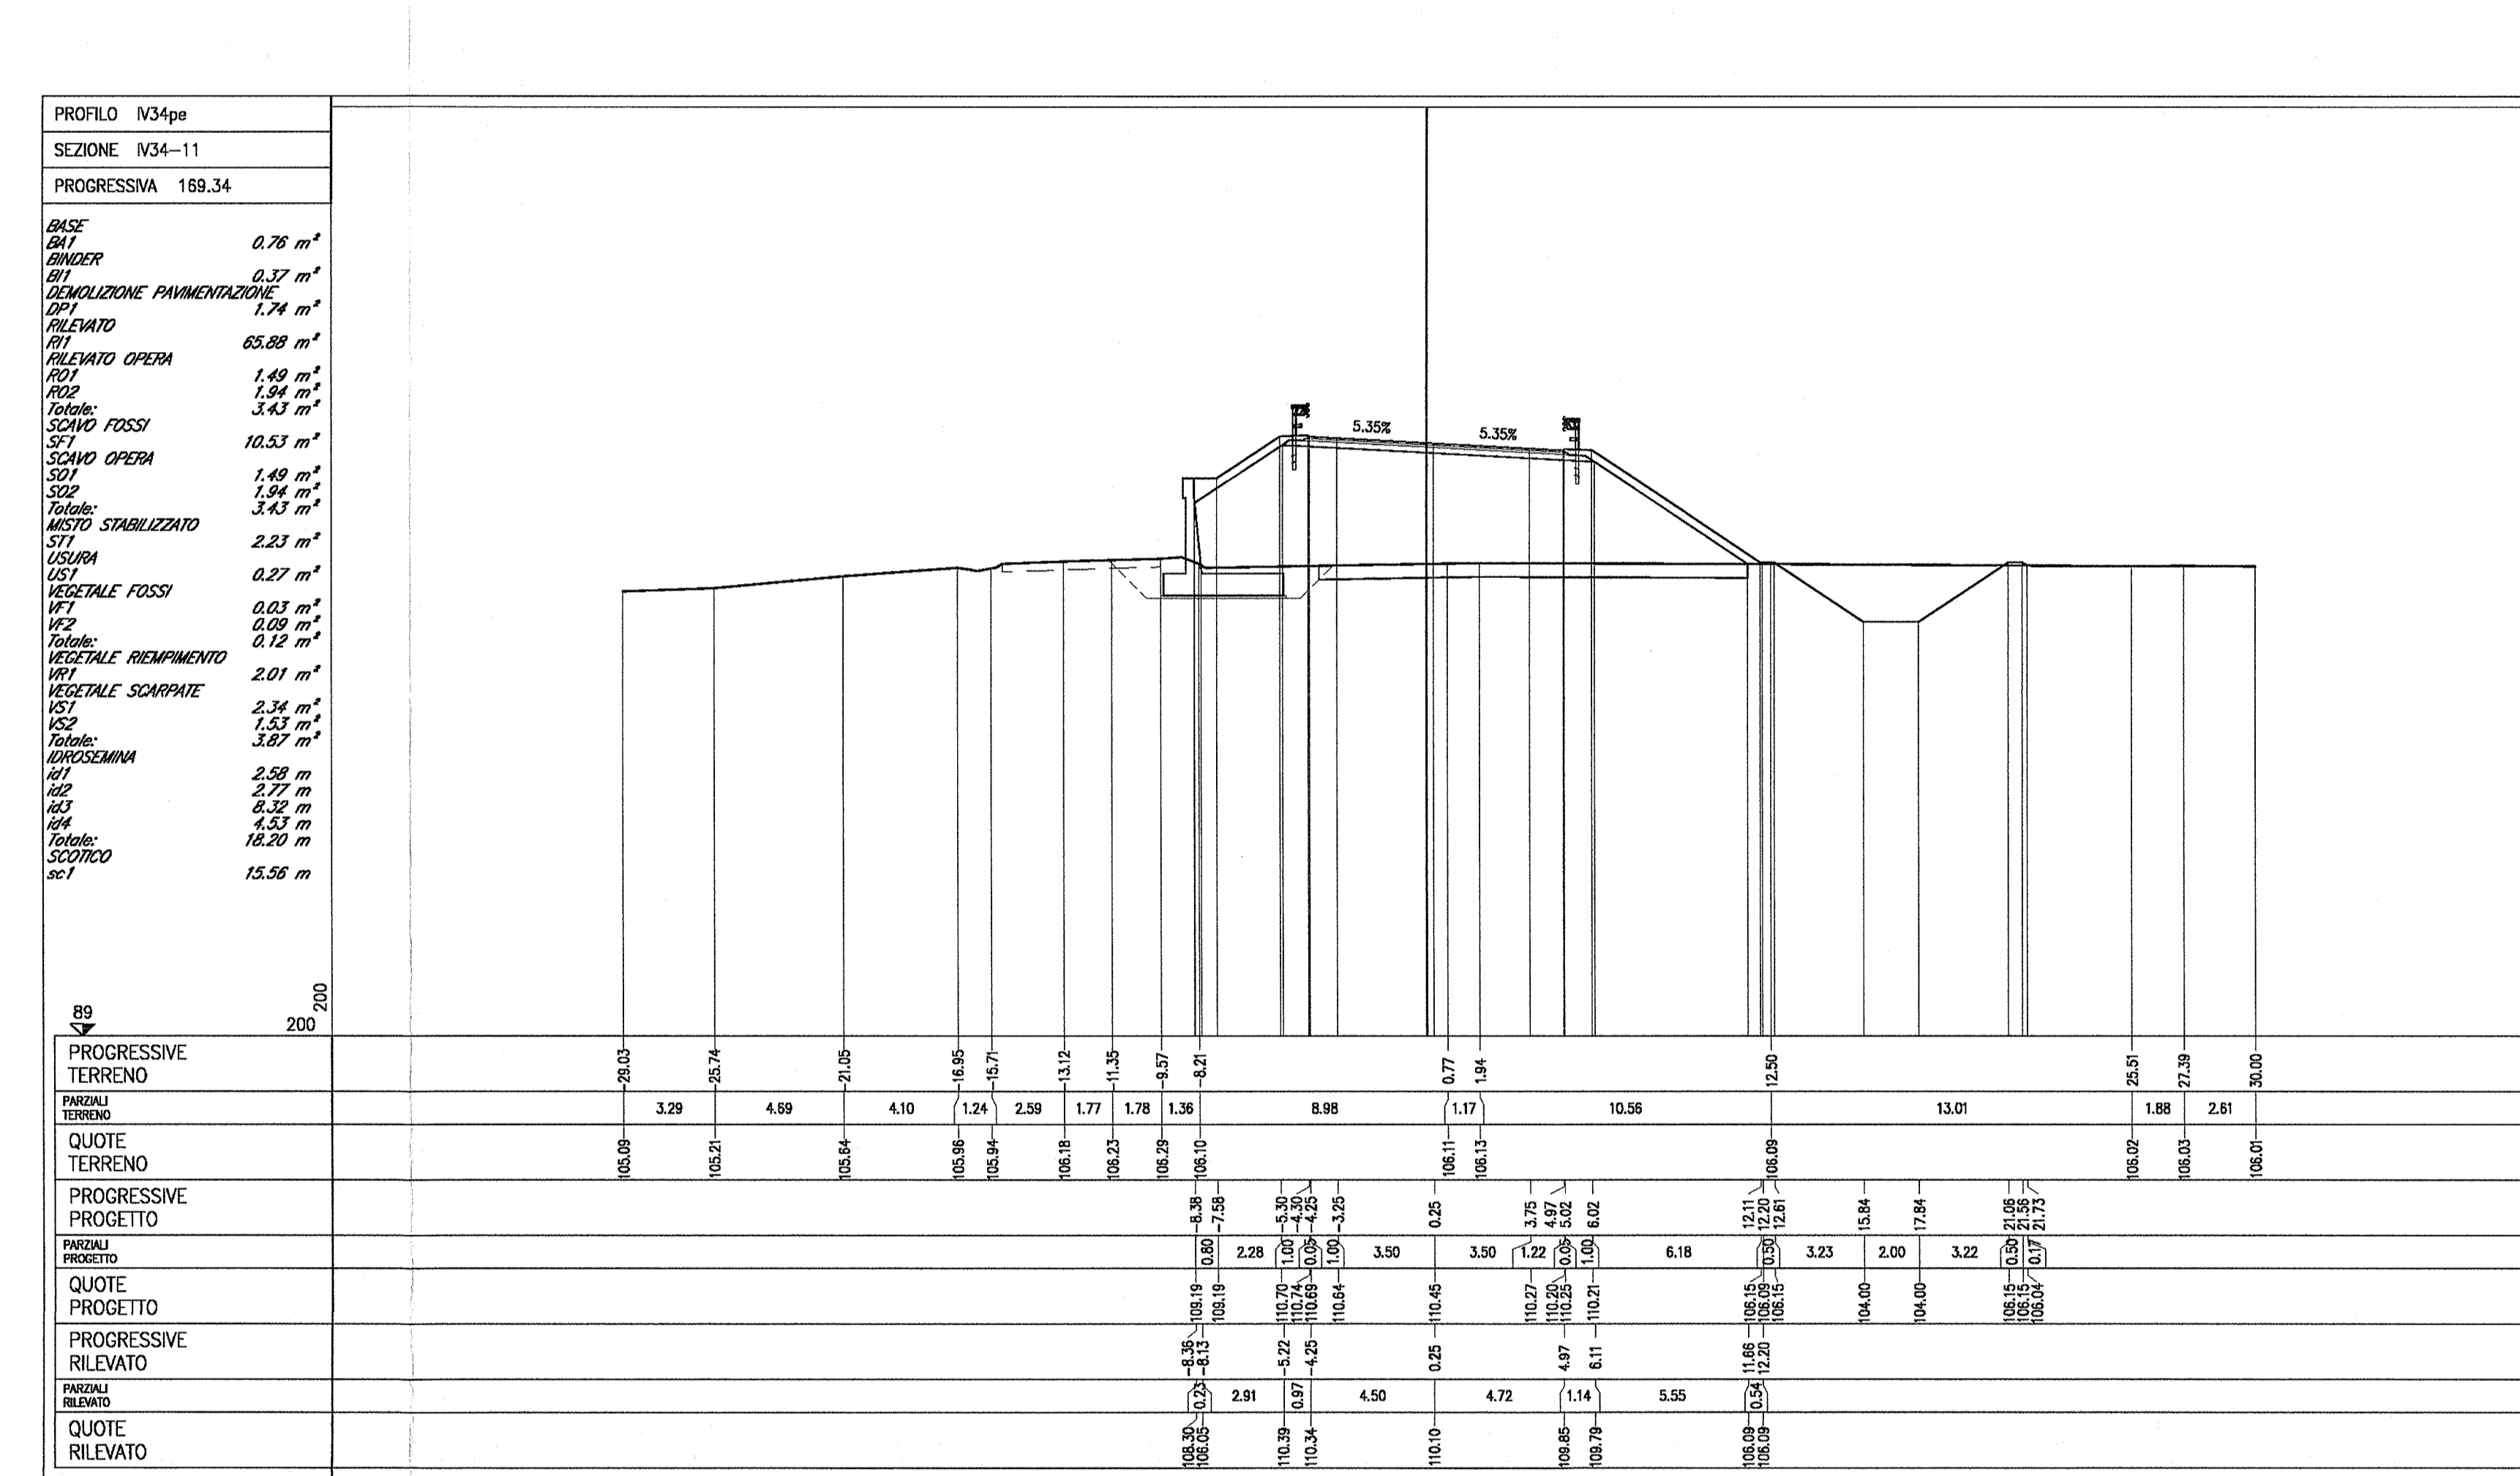 PROFILO IV34pe
SEZIONE IV34-11
PROGRESSIVA 169.34
BASE
BA1 0.76 m²
BINDER
BI1 0.37 m²
DEMOLIZIONE PAVIMENTAZIONE
DP1 1.74 m²
RILEVATO
RI1 65.88 m²
RILEVATO OPERA
RO1 1.49 m²
RO2 1.94 m²
Totale: 3.43 m²
SCAVO FOSSI
SF1 10.53 m²
SCAVO OPERA
SO1 1.49 m²
SO2 1.94 m²
Totale: 3.43 m²
MISTO STABILIZZATO
ST1 2.23 m²
USURA
US1 0.27 m²
VEGETALE FOSSI
VF1 0.03 m²
VF2 0.09 m²
Totale: 0.12 m²
VEGETALE RIEMPIMENTO
VR1 2.01 m²
VEGETALE SCARPATE
VS1 2.34 m²
VS2 1.53 m²
Totale: 3.87 m²
IDROSEMINA
id1 2.58 m
id2 2.77 m
id3 8.32 m
id4 4.53 m
Totale: 18.20 m
SCOTICO
sc1 15.56 m
5.35% 5.35%
89 200
200
PROGRESSIVE
TERRENO
29.03 25.74 21.05 -16.95 -15.71 13.12 -11.35 -9.57 -8.21 0.77 1.94 12.50 25.51 27.39 30.00
PARZIALI
TERRENO
3.29 4.69 4.10 1.24 2.59 1.77 1.78 1.36 8.98 1.17 10.56 13.01 1.88 2.61
QUOTE
TERRENO
105.09 105.21 105.64 105.96 105.94 106.18 106.23 106.29 106.10 106.11 106.13 106.09 106.02 106.03 106.01
PROGRESSIVE
PROGETTO
-8.38 -7.58 -5.30 -4.30 -4.25 -3.25 0.25 3.75 4.97 5.02 6.02 12.11 12.20 12.61 15.84 17.84 21.06 21.56 21.73
PARZIALI
PROGETTO
0.80 2.28 1.00 0.05 1.00 3.50 3.50 1.22 0.05 1.00 6.18 0.50 3.23 2.00 3.22 0.50 0.17
QUOTE
PROGETTO
109.19 109.19 110.70 110.74 110.69 110.64 110.45 110.27 110.20 110.25 110.21 106.15 106.09 106.15 104.00 104.00 106.15 106.15 106.04
PROGRESSIVE
RILEVATO
-8.36 -8.13 -5.22 -4.25 0.25 4.97 6.11 11.66 12.20
PARZIALI
RILEVATO
0.23 2.91 0.97 4.50 4.72 1.14 5.55 0.54
QUOTE
RILEVATO
108.30 106.05 110.39 110.34 110.10 109.85 109.79 106.09 106.09